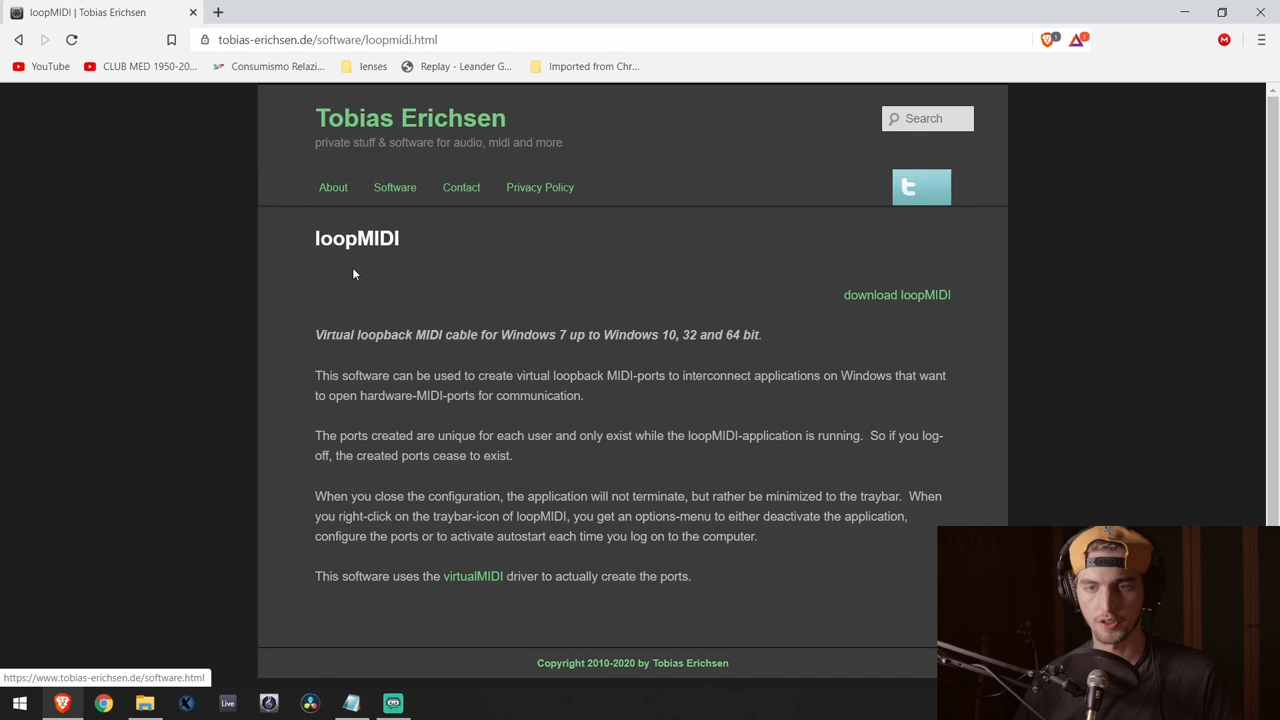 loopMIDI | Tobias Erichsen
tobias-erichsen.de/software/loopmidi.html
1
1
YouTube
CLUB MED 1950-20...
Consumismo Relazi...
lenses
Replay - Leander G...
Imported from Chr...
Tobias Erichsen
private stuff & software for audio, midi and more
Search
About
Software
Contact
Privacy Policy
loopMIDI
download loopMIDI
Virtual loopback MIDI cable for Windows 7 up to Windows 10, 32 and 64 bit.
This software can be used to create virtual loopback MIDI-ports to interconnect applications on Windows that want
to open hardware-MIDI-ports for communication.
The ports created are unique for each user and only exist while the loopMIDI-application is running. So if you log-
off, the created ports cease to exist.
When you close the configuration, the application will not terminate, but rather be minimized to the traybar. When
you right-click on the traybar-icon of loopMIDI, you get an options-menu to either deactivate the application,
configure the ports or to activate autostart each time you log on to the computer.
This software uses the virtualMIDI driver to actually create the ports.
Copyright 2010-2020 by Tobias Erichsen
https://www.tobias-erichsen.de/software.html
Live